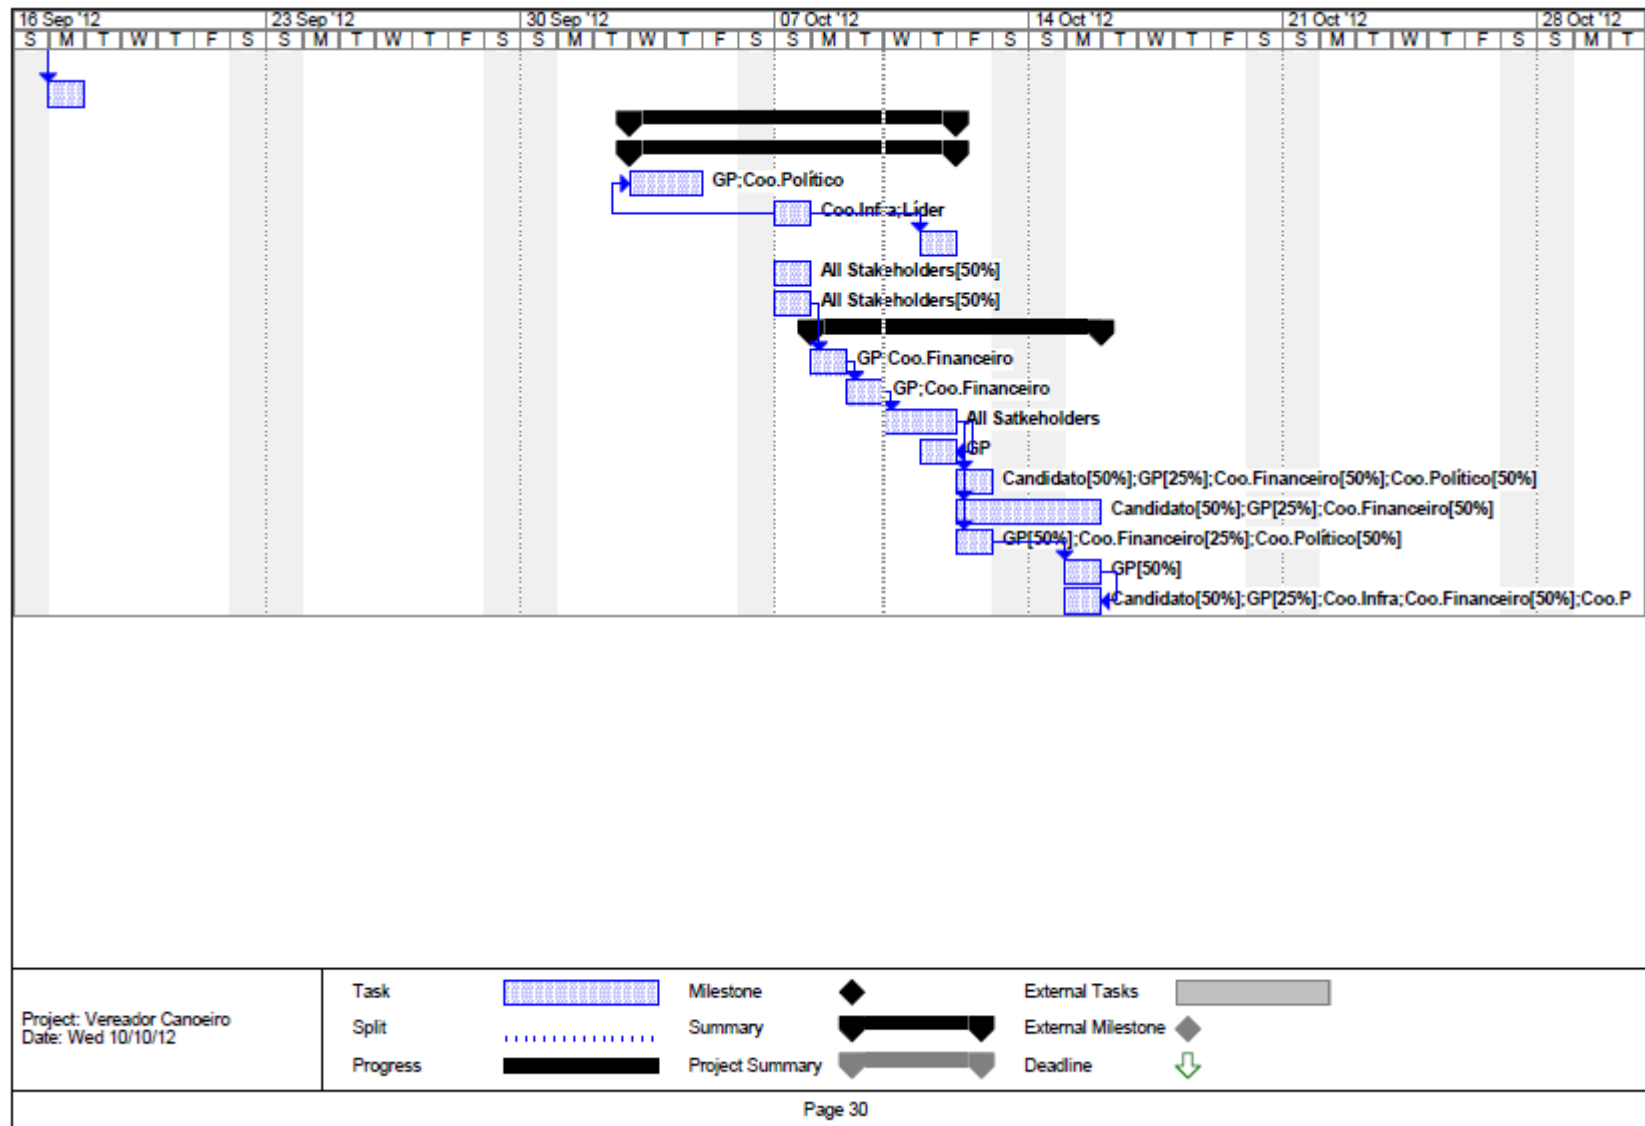 16 Sep '12 23 Sep '12 30 Sep '12 07 Oct '12 14 Oct '12 21 Oct '12 28 Oct '12
S M T W T F S S M T W T F S S M T W T F S S M T W T F S S M T W T F S S M T W T F S S M T
GP;Coo.Político
Coo.Infra;Líder
All Stakeholders[50%]
All Stakeholders[50%]
GP;Coo.Financeiro
GP;Coo.Financeiro
All Satkeholders
GP
Candidato[50%];GP[25%];Coo.Financeiro[50%];Coo.Político[50%]
Candidato[50%];GP[25%];Coo.Financeiro[50%]
GP[50%];Coo.Financeiro[25%];Coo.Político[50%]
GP[50%]
Candidato[50%];GP[25%];Coo.Infra;Coo.Financeiro[50%];Coo.P
Project: Vereador Canoeiro
Date: Wed 10/10/12
Task Milestone External Tasks
Split Summary External Milestone
Progress Project Summary Deadline
Page 30